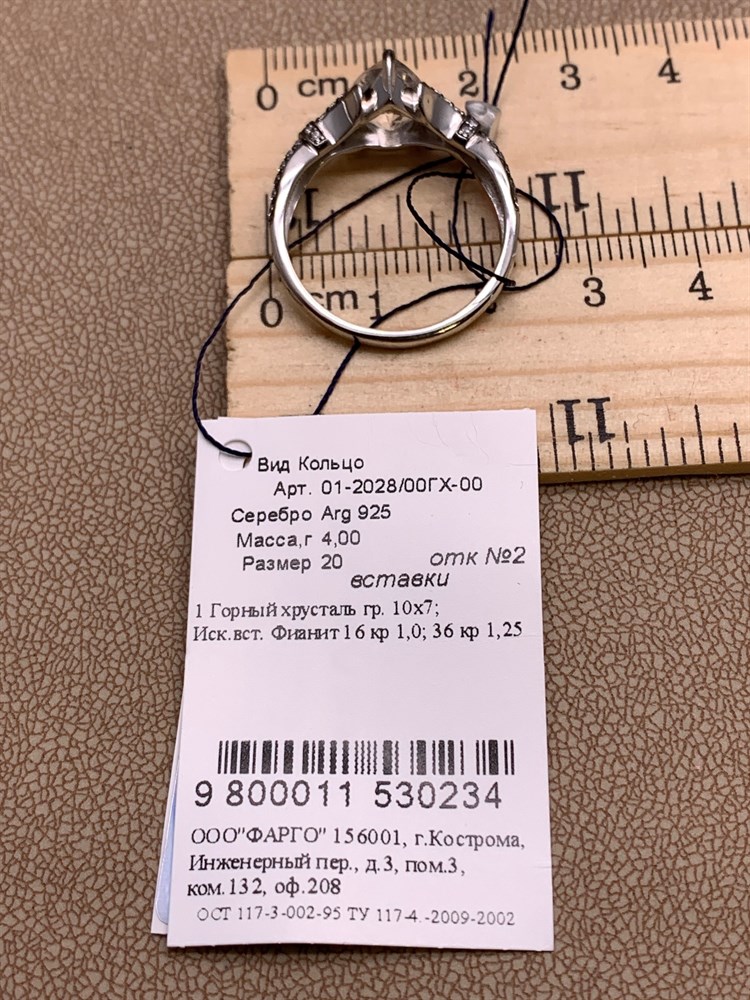 0 cm 2 3 4
11
0 cm 1 3 4
11
Вид Кольцо
Арт. 01-2028/00ГХ-00
Серебро Arg 925
Масса,г 4,00
Размер 20 отк №2
вставки
1 Горный хрусталь гр. 10х7;
Иск.вст. Фианит 16 кр 1,0; 36 кр 1,25
9 800011 530234
ООО"ФАРГО" 156001, г.Кострома,
Инженерный пер., д.3, пом.3,
ком.132, оф.208
ОСТ 117-3-002-95 ТУ 117-4.-2009-2002